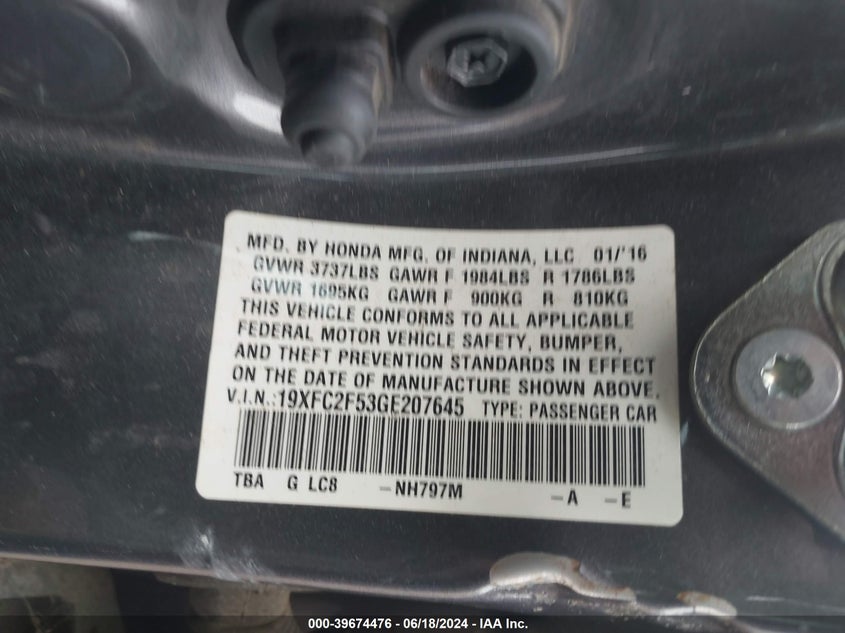 MFD. BY HONDA MFG. OF INDIANA, LLC 01/'16
GVWR 3737LBS GAWR F 1984LBS R 1786LBS
GVWR 1695KG GAWR F 900KG R 810KG
THIS VEHICLE CONFORMS TO ALL APPLICABLE
FEDERAL MOTOR VEHICLE SAFETY, BUMPER,
AND THEFT PREVENTION STANDARDS IN EFFECT
ON THE DATE OF MANUFACTURE SHOWN ABOVE.
V.I.N.:19XFC2F53GE207645 TYPE: PASSENGER CAR
TBA G LC8 -NH797M -A -E
000-39674476 - 06/18/2024 - IAA Inc.